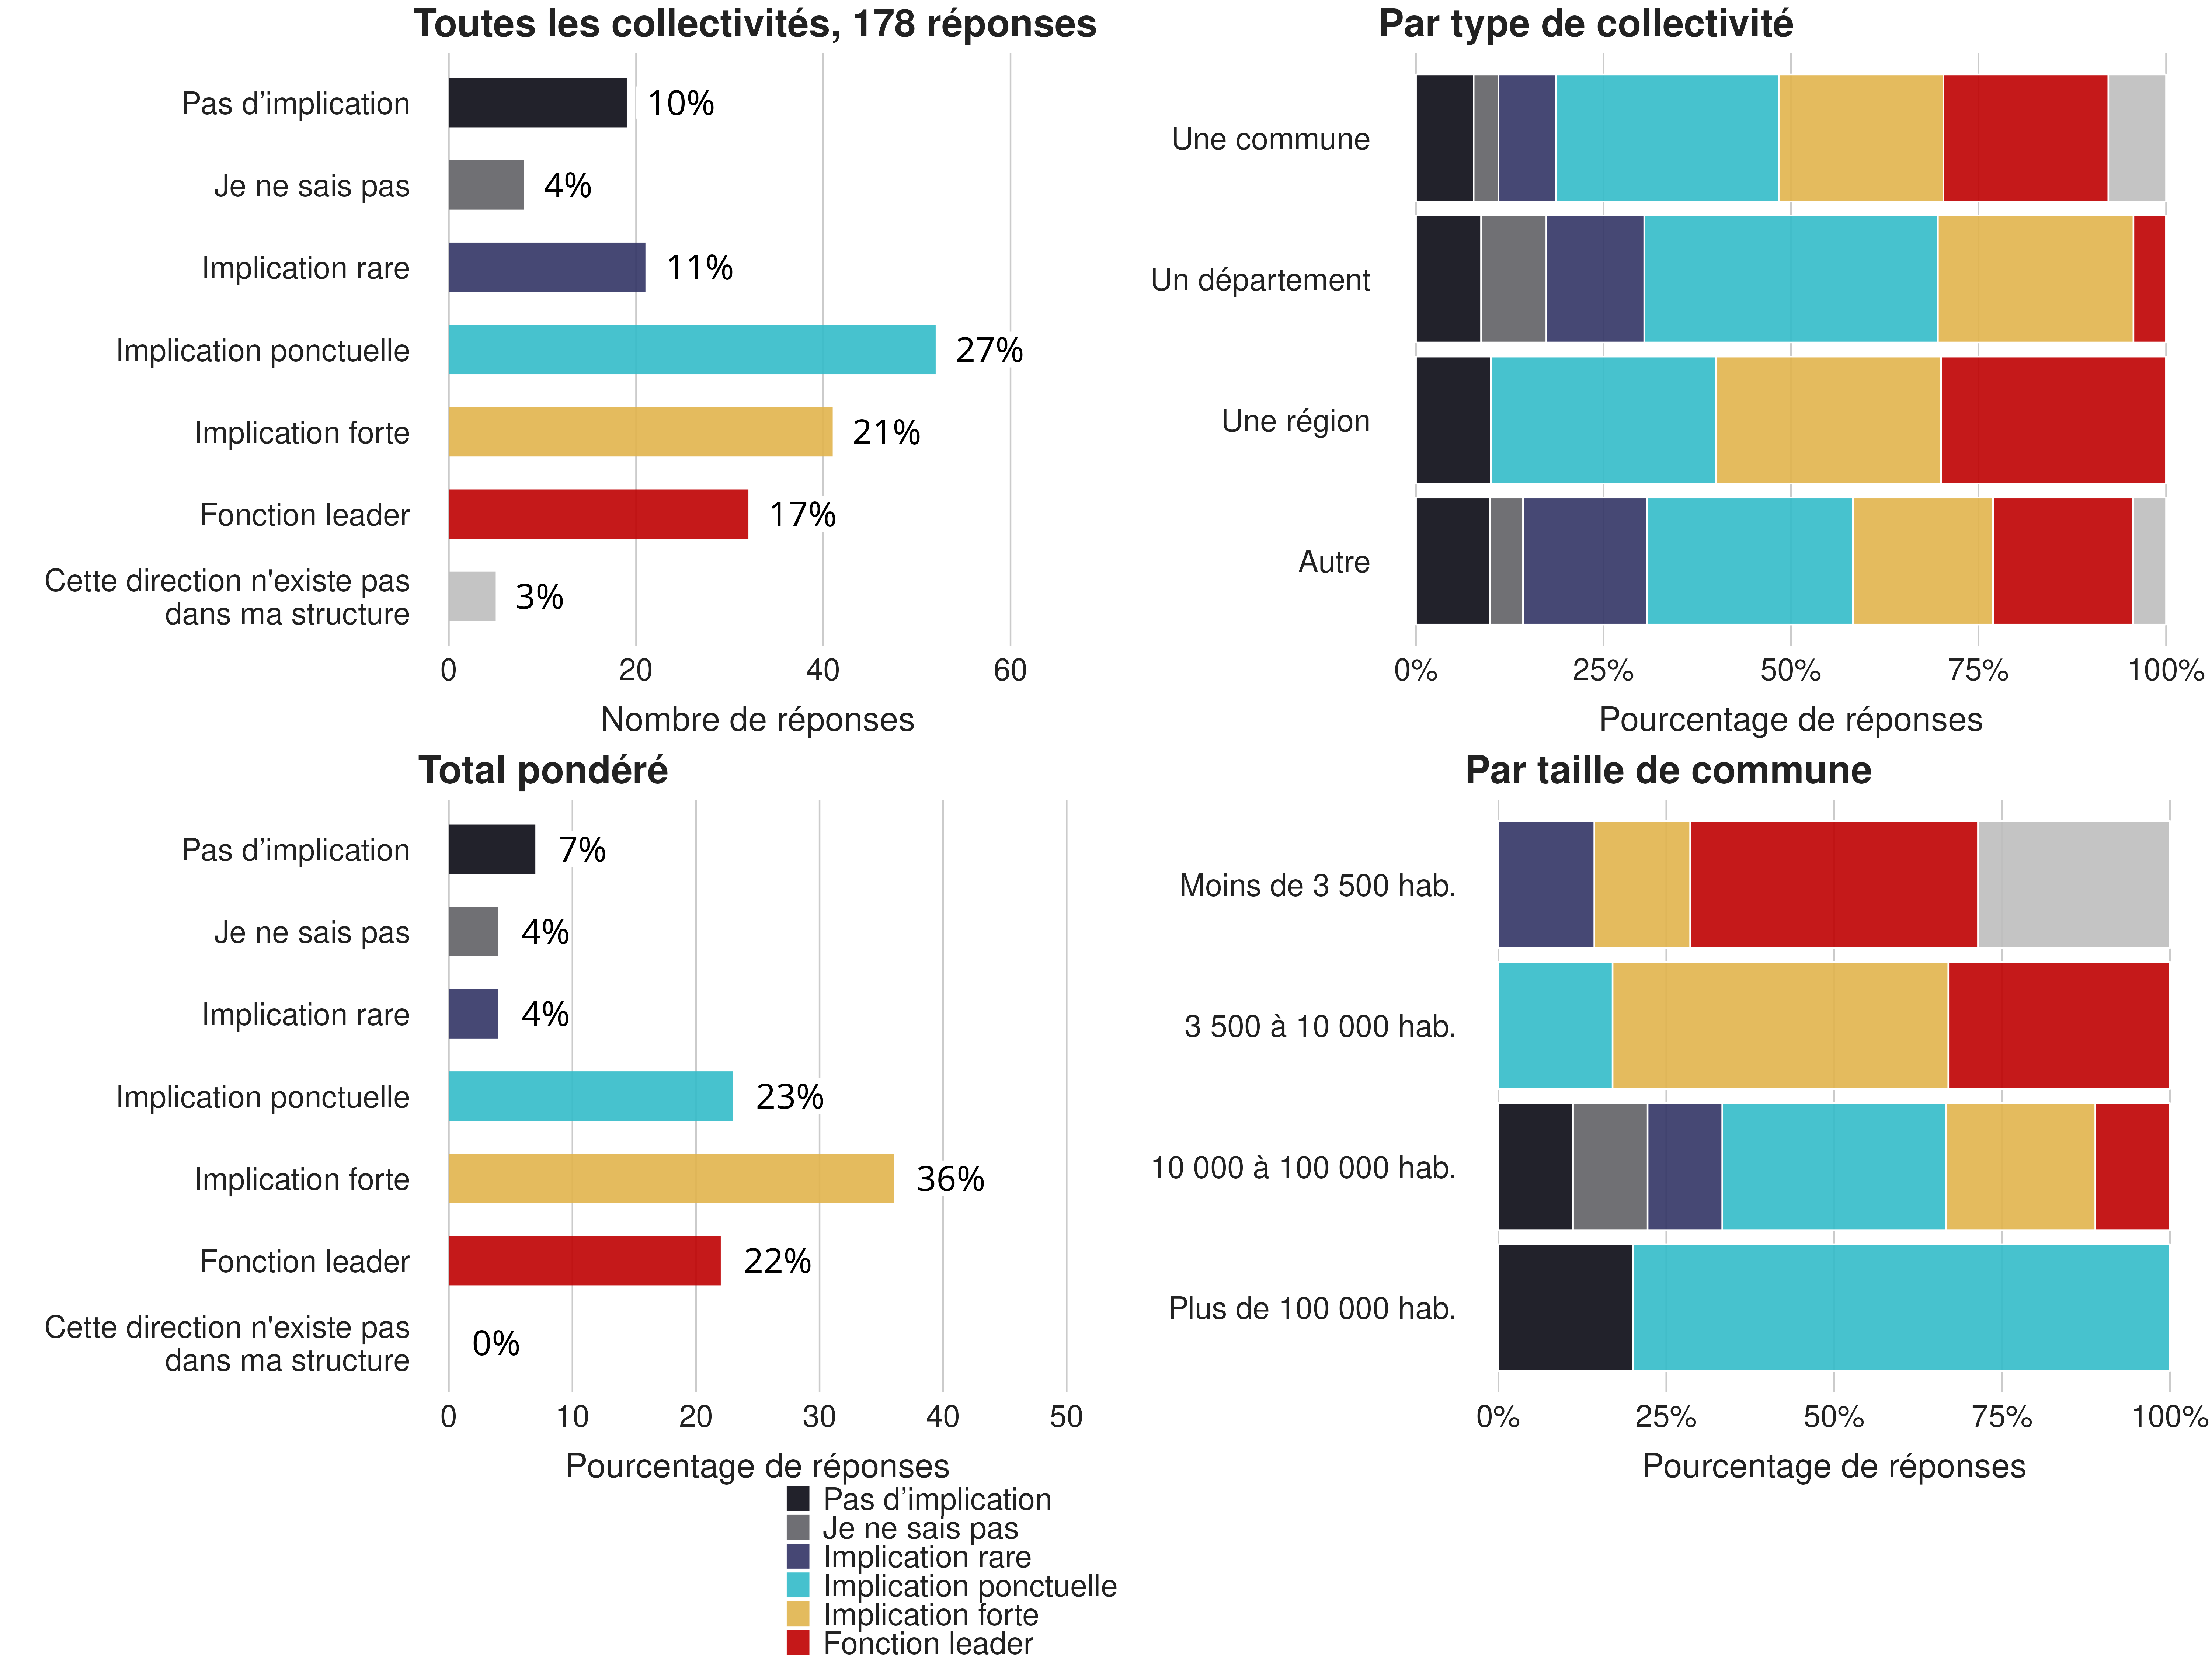 Toutes les collectivités, 178 réponses
Pas d’implication
10%
Je ne sais pas
4%
Implication rare
11%
Implication ponctuelle
27%
Implication forte
21%
Fonction leader
17%
Cette direction n'existe pas
dans ma structure
3%
0 20 40 60
Nombre de réponses
Par type de collectivité
Une commune
Un département
Une région
Autre
0% 25% 50% 75% 100%
Pourcentage de réponses
Total pondéré
Pas d’implication
7%
Je ne sais pas
4%
Implication rare
4%
Implication ponctuelle
23%
Implication forte
36%
Fonction leader
22%
Cette direction n'existe pas
dans ma structure
0%
0 10 20 30 40 50
Pourcentage de réponses
Par taille de commune
Moins de 3 500 hab.
3 500 à 10 000 hab.
10 000 à 100 000 hab.
Plus de 100 000 hab.
0% 25% 50% 75% 100%
Pourcentage de réponses
Pas d’implication
Je ne sais pas
Implication rare
Implication ponctuelle
Implication forte
Fonction leader